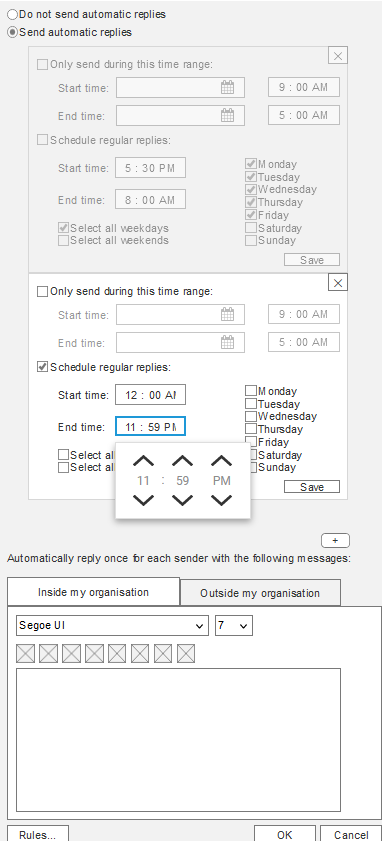 Do not send automatic replies
Send automatic replies
Only send during this time range:
Start time: 9 : 00 AM
End time: 5 : 00 AM
Schedule regular replies:
Start time: 5 : 30 PM
End time: 8 : 00 AM
Monday
Tuesday
Wednesday
Thursday
Friday
Select all weekdays Saturday
Select all weekends Sunday
Save
Only send during this time range:
Start time: 9 : 00 AM
End time: 5 : 00 AM
Schedule regular replies:
Start time: 12 : 00 AM
End time: 11 : 59 PM
Monday
Tuesday
Wednesday
Thursday
Friday
Select al Saturday
Select al Sunday
11 : 59 PM
Save
+
Automatically reply once for each sender with the following messages:
Inside my organisation Outside my organisation
Segoe UI 7
Rules... OK Cancel